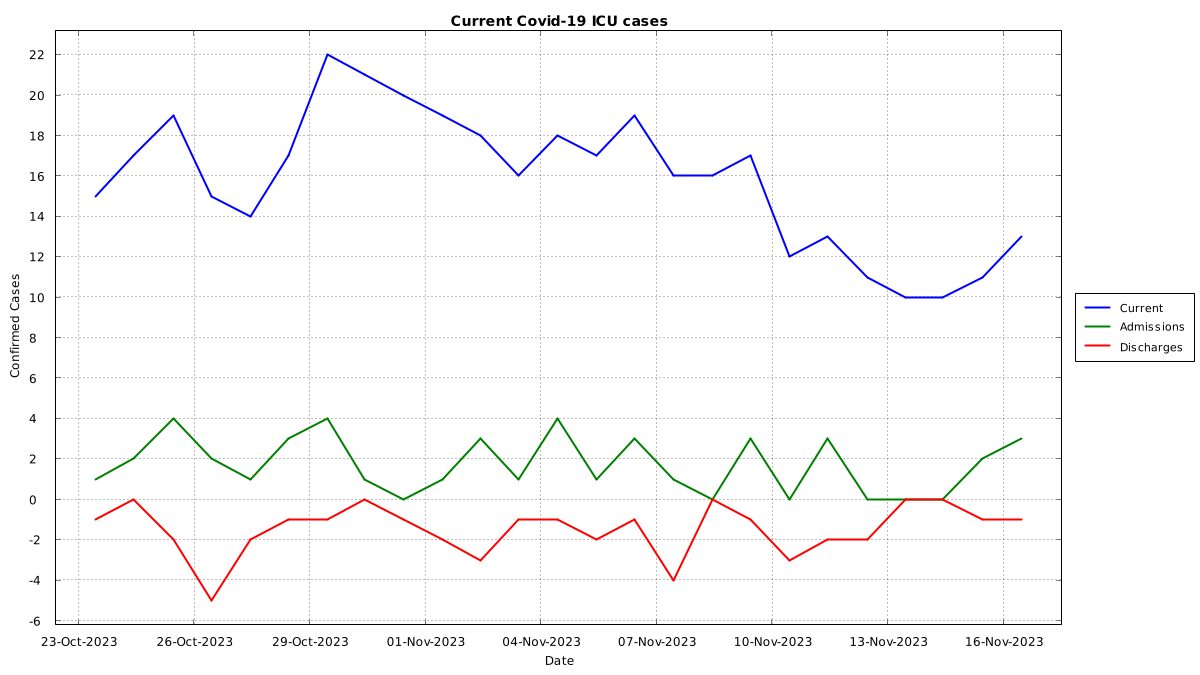 Current Covid-19 ICU cases
22
20
18
16
14
12
10
8
6
4
2
0
-2
-4
-6
Confirmed Cases
23-Oct-2023 26-Oct-2023 29-Oct-2023 01-Nov-2023 04-Nov-2023 07-Nov-2023 10-Nov-2023 13-Nov-2023 16-Nov-2023
Date
Current
Admissions
Discharges